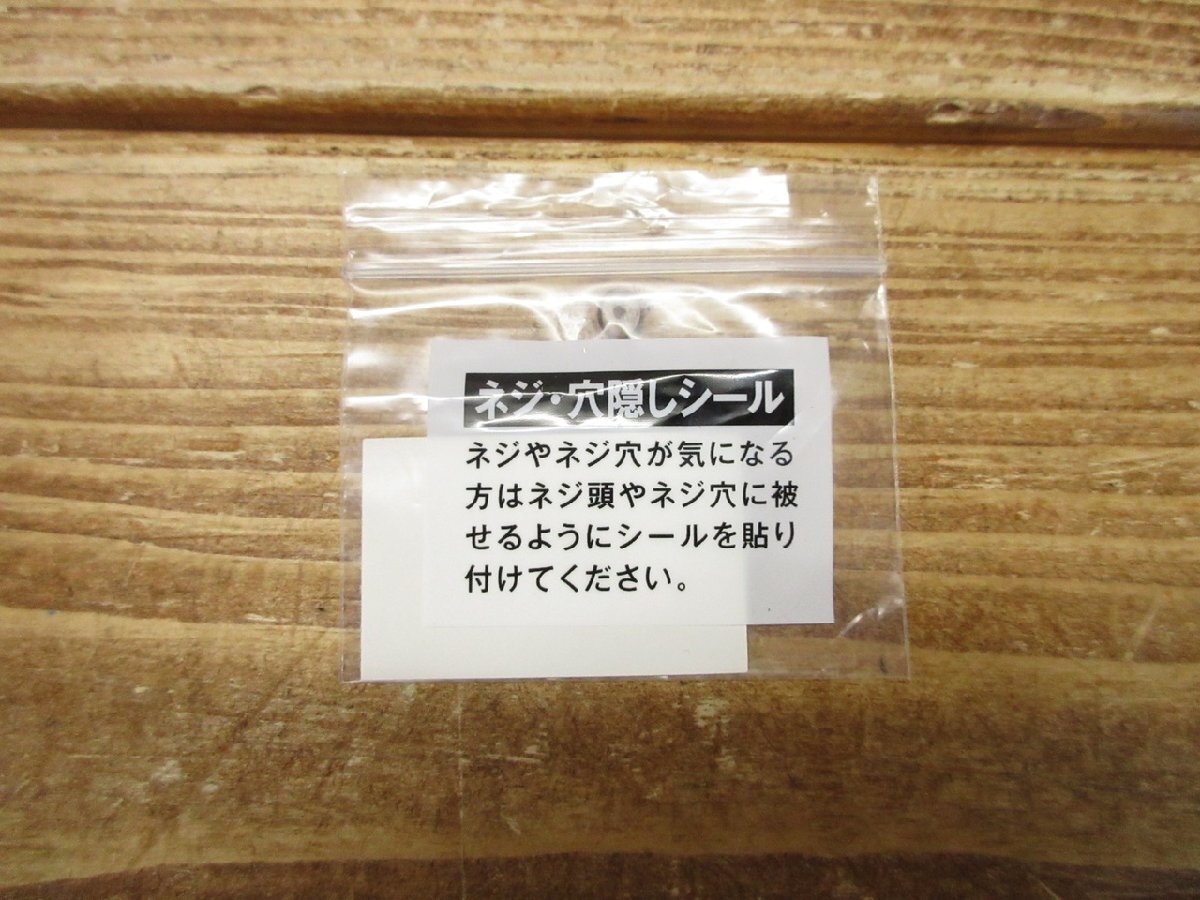 ネジ・穴隠しシール
ネジやネジ穴が気になる
方はネジ頭やネジ穴に被
せるようにシールを貼り
付けてください。